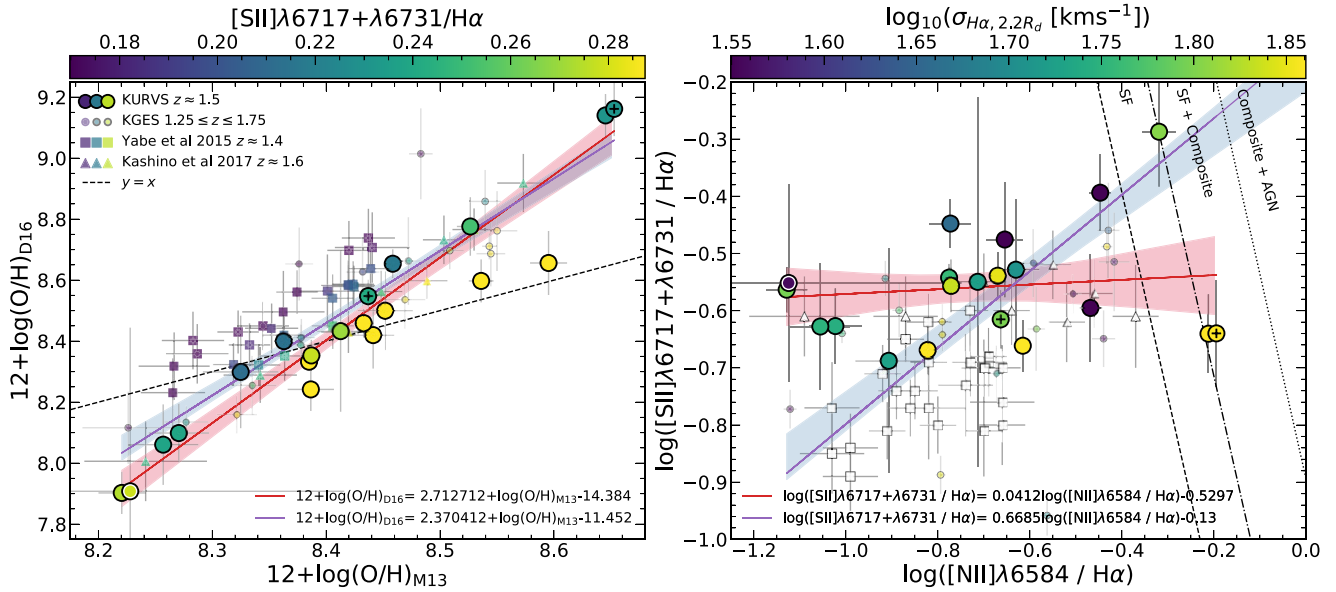 [SII]λ6717+λ6731/Hα
0.18 0.20 0.22 0.24 0.26 0.28
KURVS z ≈ 1.5
KGES 1.25 ≤ z ≤ 1.75
Yabe et al 2015 z ≈ 1.4
Kashino et al 2017 z ≈ 1.6
y = x
12+log(O/H)D16
9.2
9.0
8.8
8.6
8.4
8.2
8.0
7.8
12+log(O/H)D16= 2.712712+log(O/H)M13-14.384
12+log(O/H)D16= 2.370412+log(O/H)M13-11.452
8.2 8.3 8.4 8.5 8.6
12+log(O/H)M13
log10(σHα, 2.2Rd [kms−1])
1.55 1.60 1.65 1.70 1.75 1.80 1.85
log([SII]λ6717+λ6731 / Hα)
−0.2
−0.3
−0.4
−0.5
−0.6
−0.7
−0.8
−0.9
−1.0
SF
SF + Composite
Composite + AGN
log([SII]λ6717+λ6731 / Hα)= 0.0412log([NII]λ6584 / Hα)-0.5297
log([SII]λ6717+λ6731 / Hα)= 0.6685log([NII]λ6584 / Hα)-0.13
−1.2 −1.0 −0.8 −0.6 −0.4 −0.2 0.0
log([NII]λ6584 / Hα)